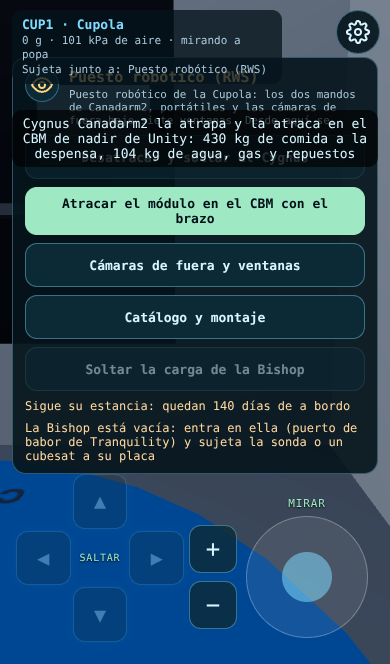 CUP1 · Cupola
0 g · 101 kPa de aire · mirando a
popa
Sujeta junto a: Puesto robótico (RWS)
Puesto robótico (RWS)
Puesto robótico de la Cupola: los dos mandos
de Canadarm2, portátiles y las cámaras de
Cygnus Canadarm2 la atrapa y la atraca en el
CBM de nadir de Unity: 430 kg de comida a la
despensa, 104 kg de agua, gas y repuestos
Atracar el módulo en el CBM con el
brazo
Cámaras de fuera y ventanas
Catálogo y montaje
Soltar la carga de la Bishop
Sigue su estancia: quedan 140 días de a bordo
La Bishop está vacía: entra en ella (puerto de
babor de Tranquility) y sujeta la sonda o un
cubesat a su placa
MIRAR
SALTAR
+
−